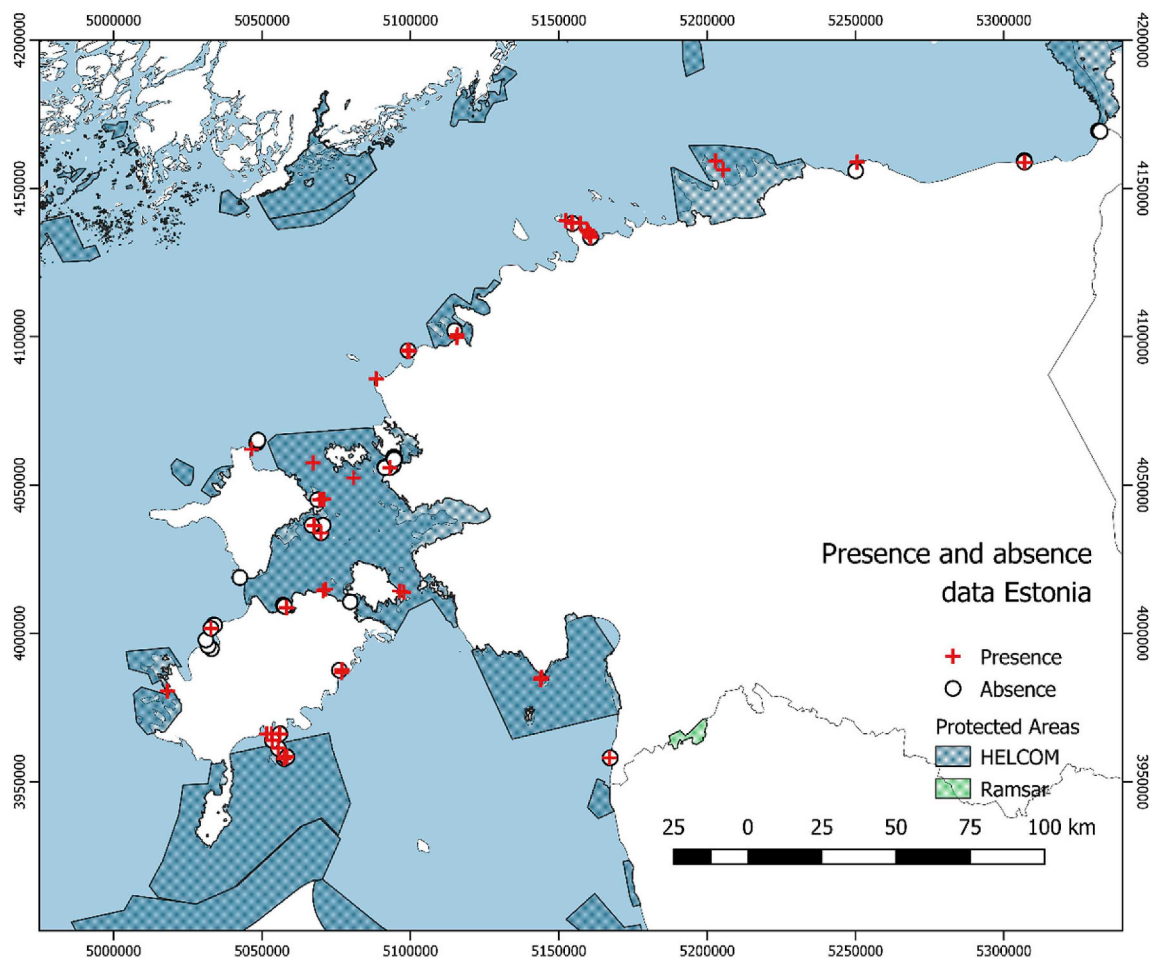 5000000 5050000 5100000 5150000 5200000 5250000 5300000
4200000 4200000
4150000 4150000
4100000 4100000
4050000 4050000
4000000 4000000
3950000 3950000
Presence and absence
data Estonia
Presence
Absence
Protected Areas
HELCOM
Ramsar
25 0 25 50 75 100 km
5000000 5050000 5100000 5150000 5200000 5250000 5300000